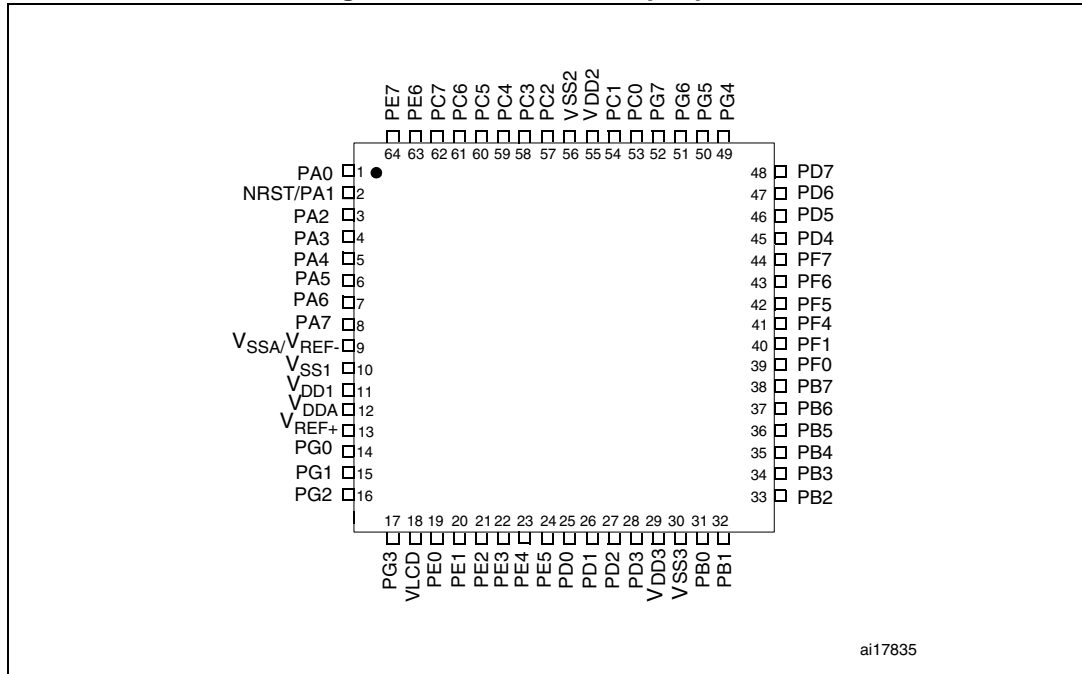 PE7 PE6 PC7 PC6 PC5 PC4 PC3 PC2 VSS2 VDD2 PC1 PC0 PG7 PG6 PG5 PG4
64 63 62 61 60 59 58 57 56 55 54 53 52 51 50 49
PA0 1 48 PD7
NRST/PA1 2 47 PD6
PA2 3 46 PD5
PA3 4 45 PD4
PA4 5 44 PF7
PA5 6 43 PF6
PA6 7 42 PF5
PA7 8 41 PF4
VSSA/VREF- 9 40 PF1
VSS1 10 39 PF0
VDD1 11 38 PB7
VDDA 12 37 PB6
VREF+ 13 36 PB5
PG0 14 35 PB4
PG1 15 34 PB3
PG2 16 33 PB2
17 18 19 20 21 22 23 24 25 26 27 28 29 30 31 32
PG3 VLCD PE0 PE1 PE2 PE3 PE4 PE5 PD0 PD1 PD2 PD3 VDD3 VSS3 PB0 PB1
ai17835